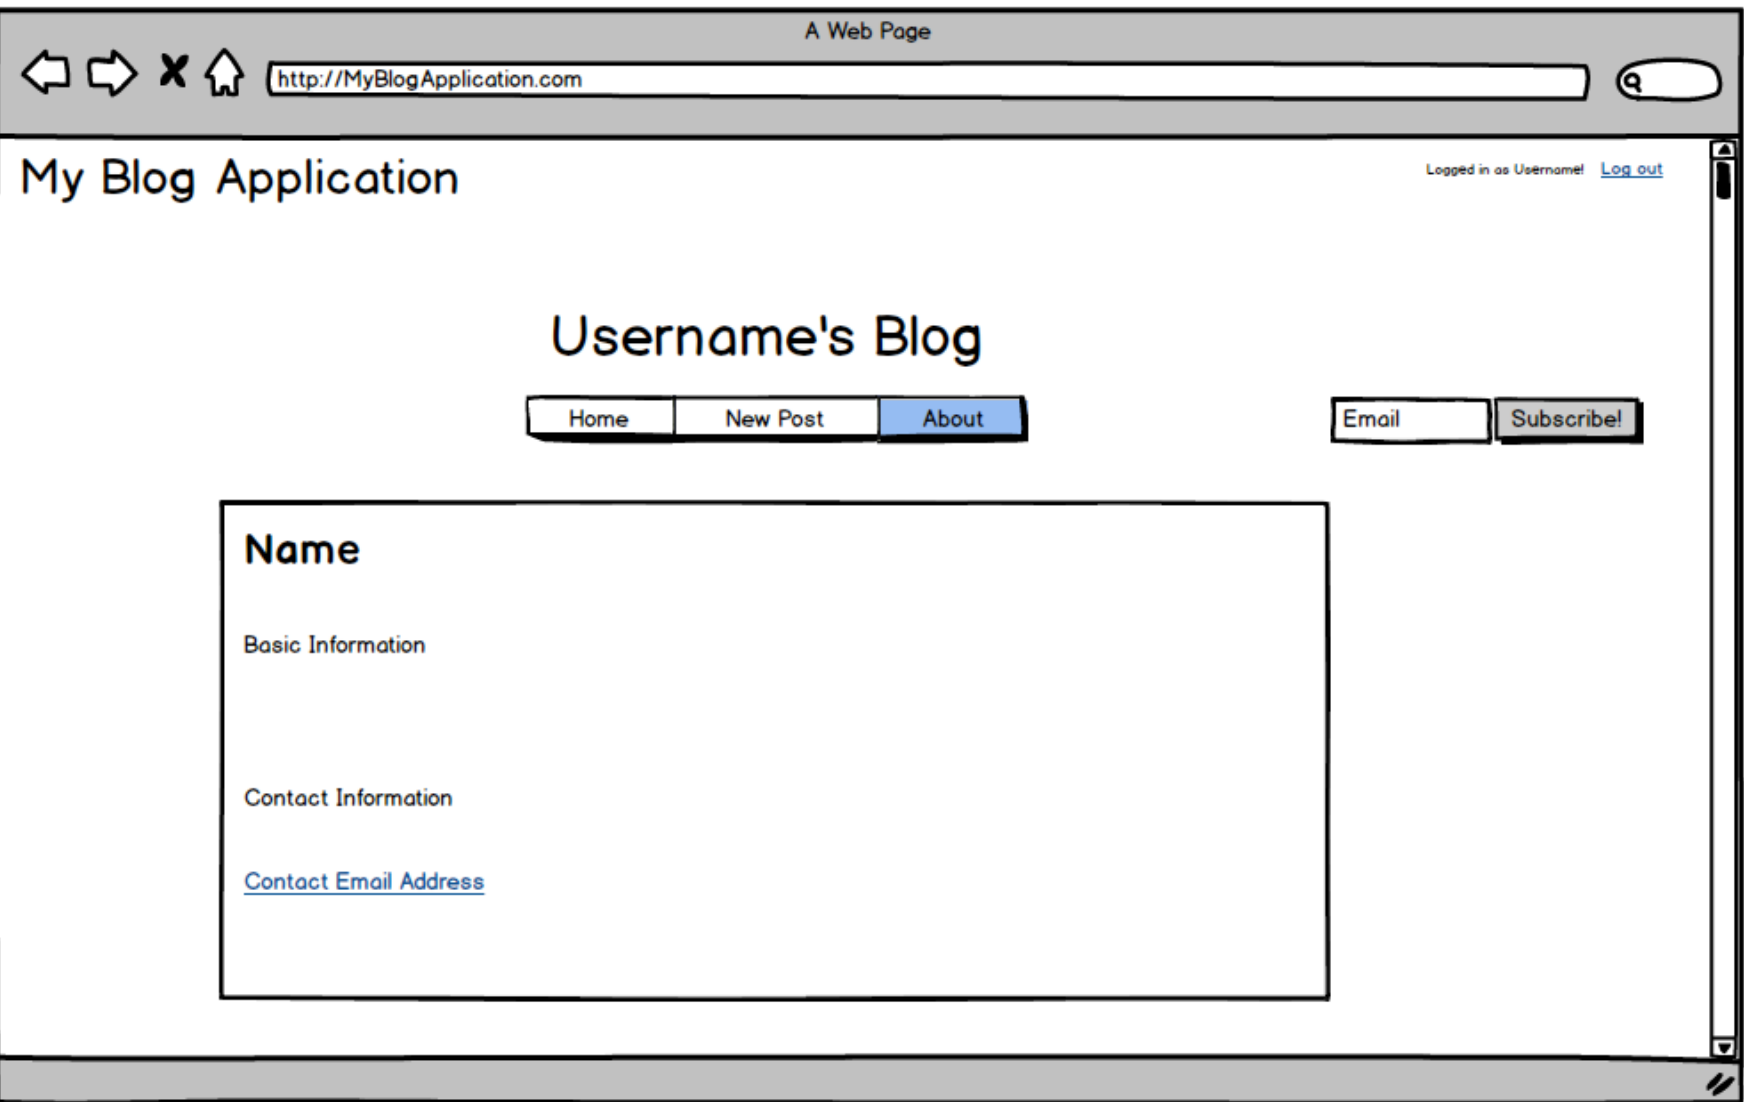 A Web Page
http://MyBlogApplication.com
My Blog Application
Logged in as Username! Log out
Username's Blog
Home New Post About
Email Subscribe!
Name
Basic Information
Contact Information
Contact Email Address